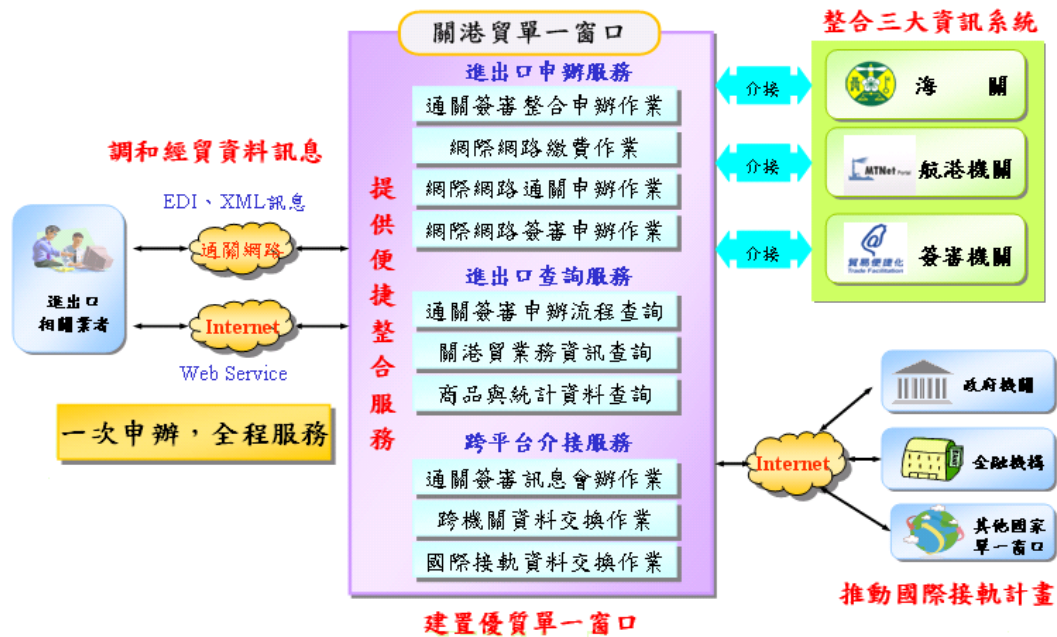 關港貿單一窗口
整合三大資訊系統
調和經貿資料訊息
EDI、XML訊息
通關網路
進出口
相關業者
Internet
Web Service
一次申辦，全程服務
提供便捷整合服務
進出口申辦服務
通關簽審整合申辦作業
網際網路繳費作業
網際網路通關申辦作業
網際網路簽審申辦作業
進出口查詢服務
通關簽審申辦流程查詢
關港貿業務資訊查詢
商品與統計資料查詢
跨平台介接服務
通關簽審訊息會辦作業
跨機關資料交換作業
國際接軌資料交換作業
建置優質單一窗口
介接
海 關
介接
MTNet Portal
航港機關
介接
貿易便捷化
Trade Facilitation
簽審機關
Internet
政府機關
BANK
金融機構
其他國家
單一窗口
推動國際接軌計畫